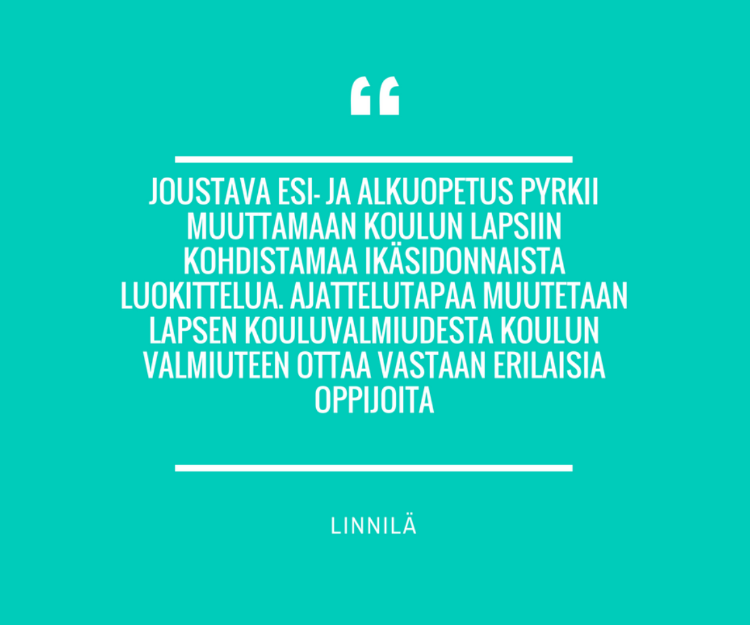 “
JOUSTAVA ESI- JA ALKUOPETUS PYRKII
MUUTTAMAAN KOULUN LAPSIIN
KOHDISTAMAA IKÄSIDONNAISTA
LUOKITTELUA. AJATTELUTAPAA MUUTETAAN
LAPSEN KOULUVALMIUDESTA KOULUN
VALMIUTEEN OTTAA VASTAAN ERILAISIA
OPPIJOITA
LINNILÄ